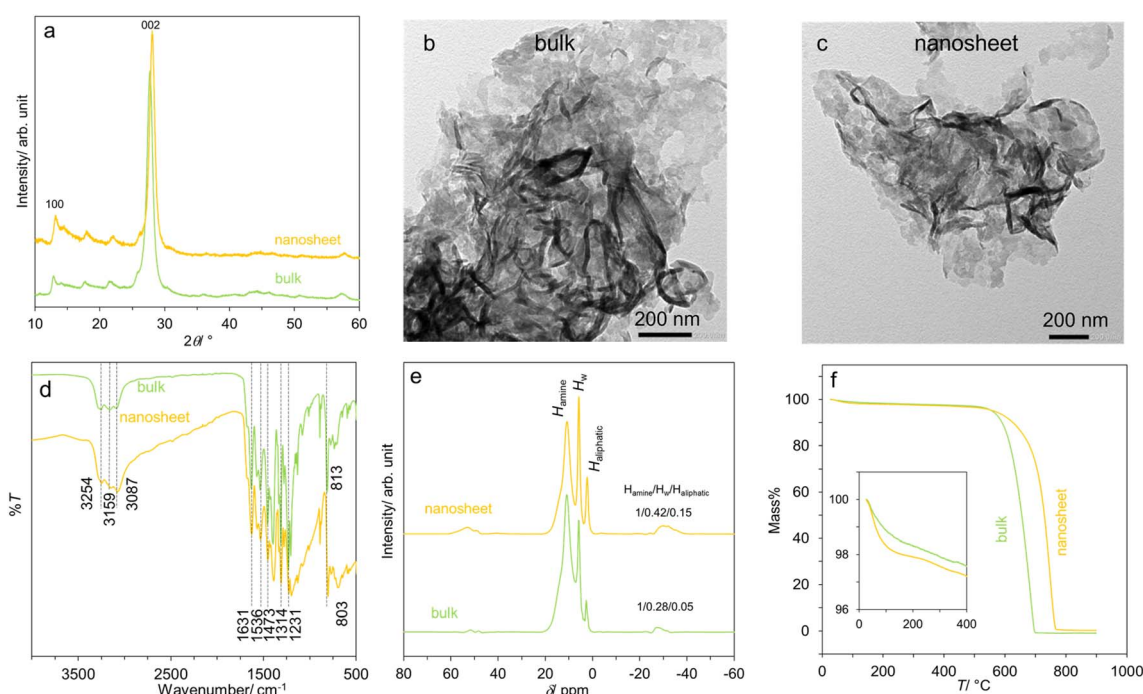 a
002
100
nanosheet
bulk
Intensity/ arb. unit
10 20 30 40 50 60
2θ/ °
b
bulk
200 nm
c
nanosheet
200 nm
d
bulk
nanosheet
3254
3159
3087
813
803
1631
1536
1473
1314
1231
%T
3500 2500 1500 500
Wavenumber/ cm-1
e
Hamine
Hw
Haliphatic
Hamine/Hw/Haliphatic
nanosheet
1/0.42/0.15
bulk
1/0.28/0.05
Intensity/ arb. unit
80 60 40 20 0 -20 -40 -60
δ/ ppm
f
100
80
60
40
20
0
Mass%
100
98
96
0 200 400
bulk
nanosheet
0 200 400 600 800 1000
T/ °C